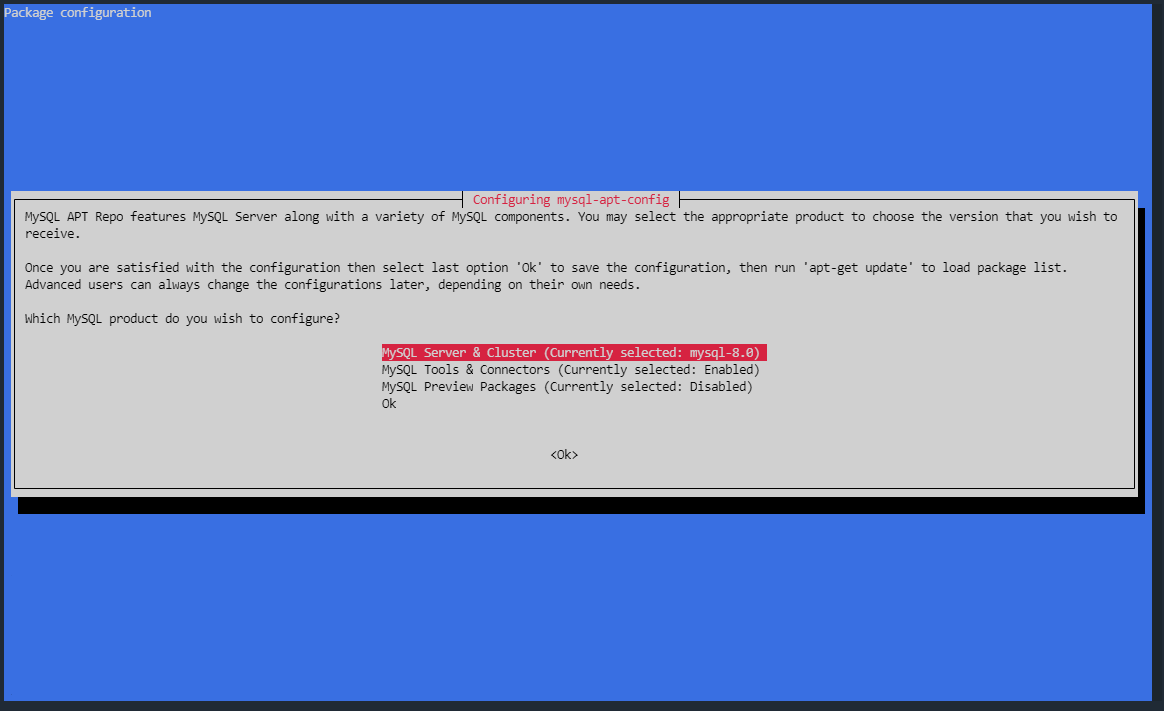 Package configuration
Configuring mysql-apt-config
MySQL APT Repo features MySQL Server along with a variety of MySQL components. You may select the appropriate product to choose the version that you wish to
receive.
Once you are satisfied with the configuration then select last option 'Ok' to save the configuration, then run 'apt-get update' to load package list.
Advanced users can always change the configurations later, depending on their own needs.
Which MySQL product do you wish to configure?
MySQL Server & Cluster (Currently selected: mysql-8.0)
MySQL Tools & Connectors (Currently selected: Enabled)
MySQL Preview Packages (Currently selected: Disabled)
Ok
<Ok>